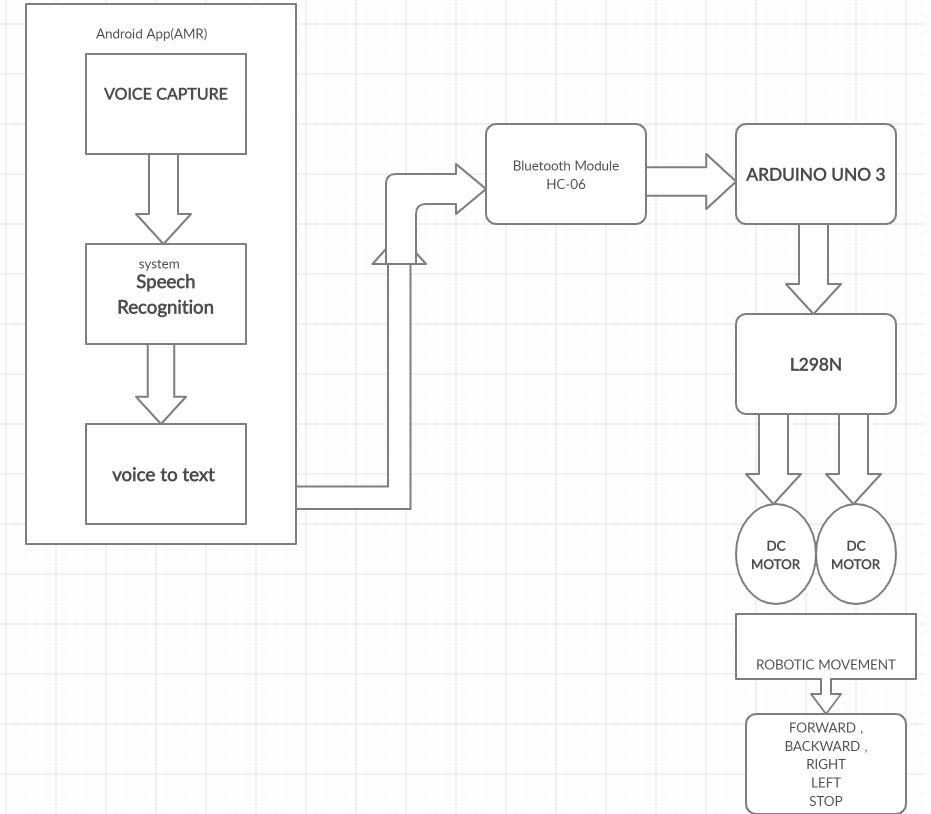 Android App(AMR)
VOICE CAPTURE
system
Speech
Recognition
voice to text
Bluetooth Module
HC-06
ARDUINO UNO 3
L298N
DC
MOTOR
DC
MOTOR
ROBOTIC MOVEMENT
FORWARD ,
BACKWARD ,
RIGHT
LEFT
STOP